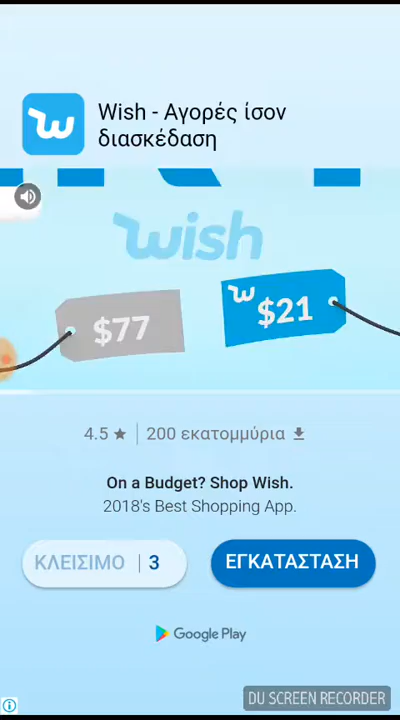 Wish - Αγορές ίσον
διασκέδαση
wish
$77
w $21
4.5 ★ | 200 εκατομμύρια
On a Budget? Shop Wish.
2018's Best Shopping App.
ΚΛΕΙΣΙΜΟ | 3
ΕΓΚΑΤΑΣΤΑΣΗ
Google Play
DU SCREEN RECORDER